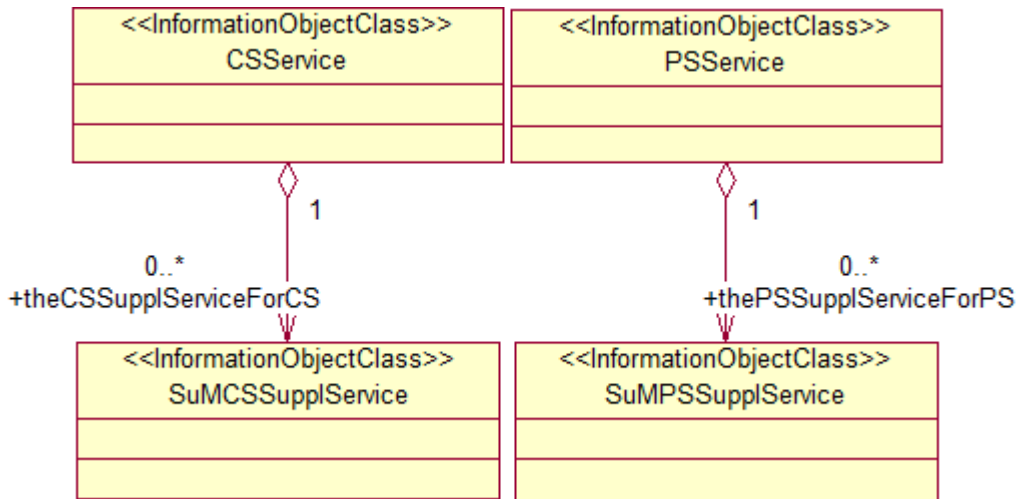 <<InformationObjectClass>>
CSService
<<InformationObjectClass>>
PSService
1
1
0..*
+theCSSupplServiceForCS
0..*
+thePSSupplServiceForPS
<<InformationObjectClass>>
SuMCSSupplService
<<InformationObjectClass>>
SuMPSSupplService